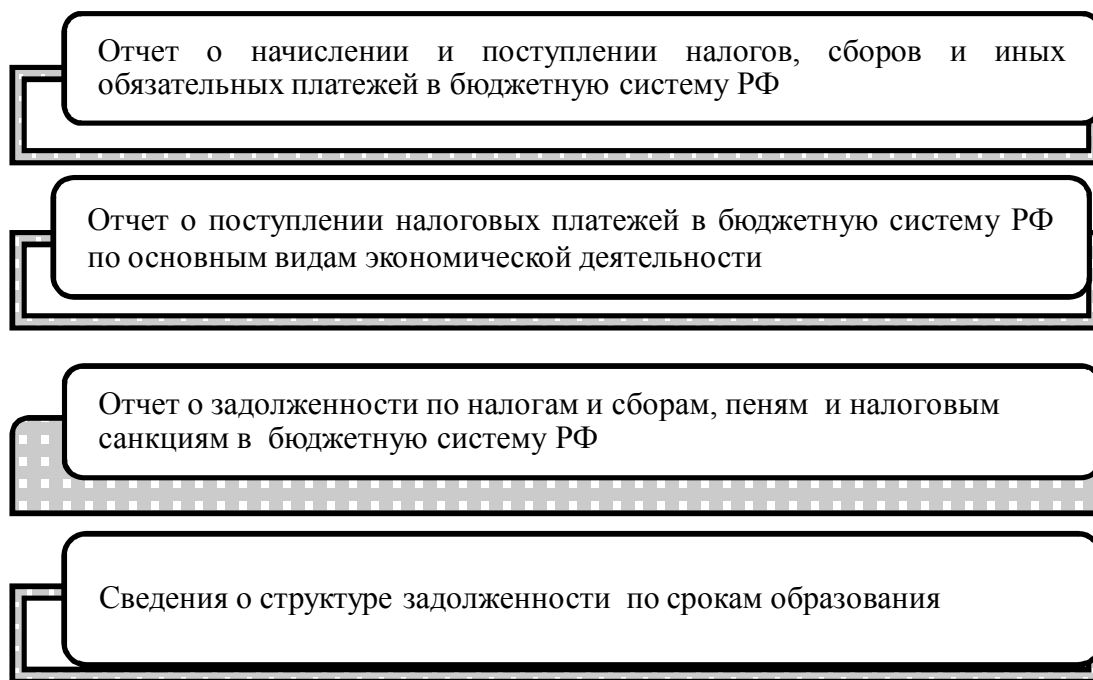 Отчет о начислении и поступлении налогов, сборов и иных
обязательных платежей в бюджетную систему РФ
Отчет о поступлении налоговых платежей в бюджетную систему РФ
по основным видам экономической деятельности
Отчет о задолженности по налогам и сборам, пеням и налоговым
санкциям в бюджетную систему РФ
Сведения о структуре задолженности по срокам образования